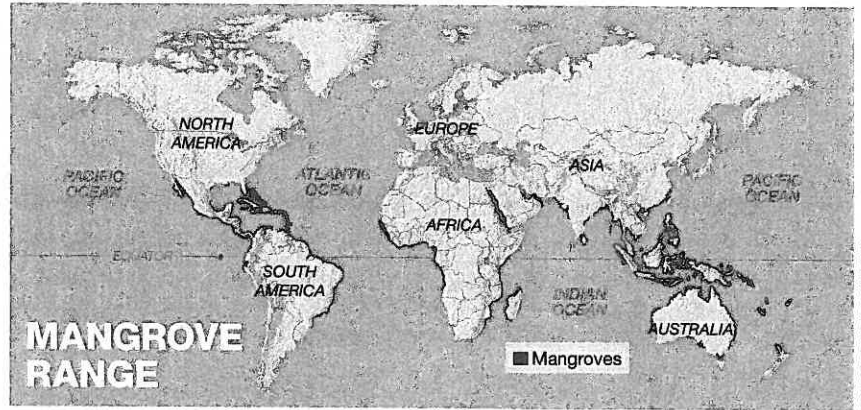 NORTH
AMERICA
EUROPE
ASIA
PACIFIC
OCEAN
ATLANTIC
OCEAN
PACIFIC
OCEAN
AFRICA
EQUATOR
SOUTH
AMERICA
INDIAN
OCEAN
AUSTRALIA
MANGROVE
RANGE
Mangroves